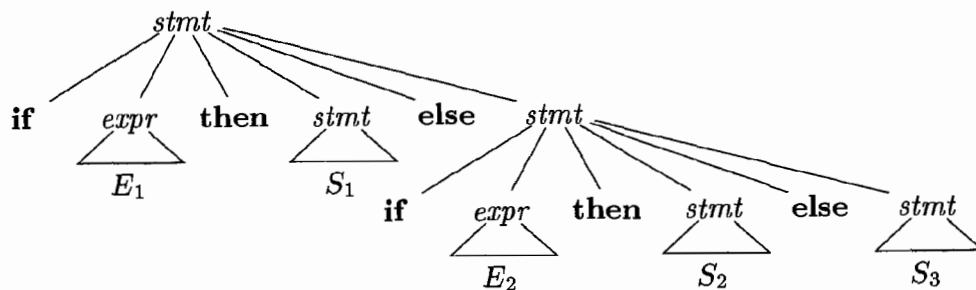 stmt
if expr then stmt else stmt
E1 S1
if expr then stmt else stmt
E2 S2 S3